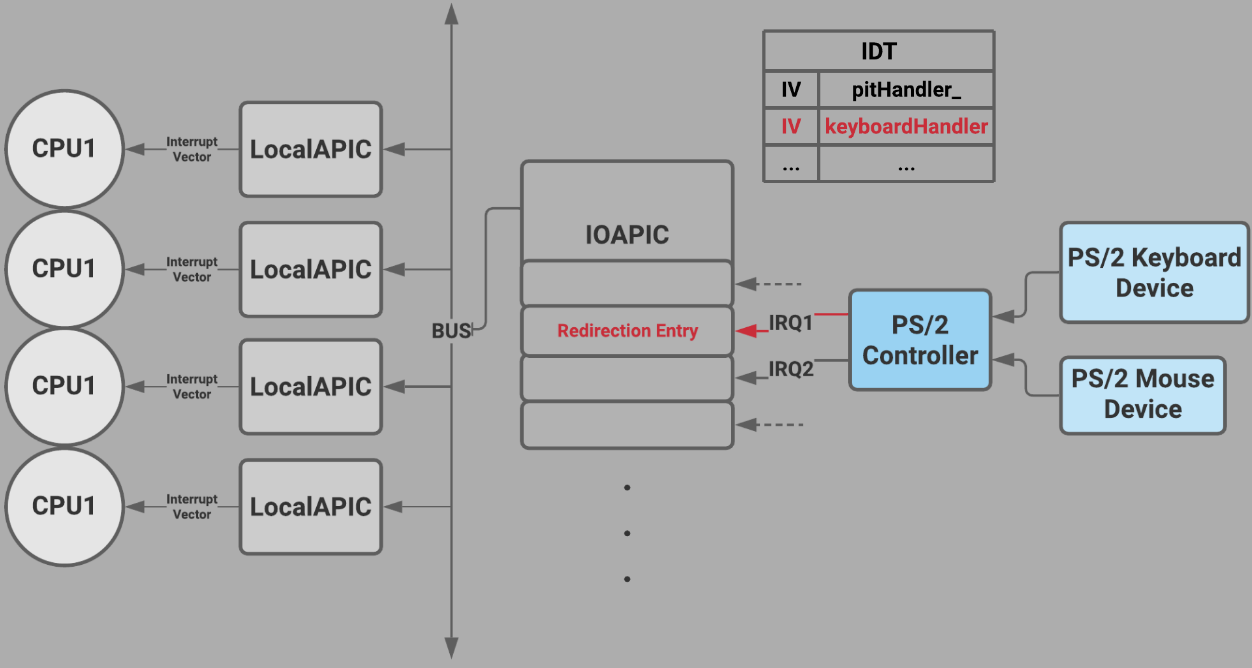 IDT
IV pitHandler_
IV keyboardHandler
... ...
CPU1
Interrupt
Vector
LocalAPIC
CPU1
Interrupt
Vector
LocalAPIC
CPU1
Interrupt
Vector
LocalAPIC
CPU1
Interrupt
Vector
LocalAPIC
BUS
IOAPIC
Redirection Entry
IRQ1
IRQ2
PS/2
Controller
PS/2 Keyboard
Device
PS/2 Mouse
Device